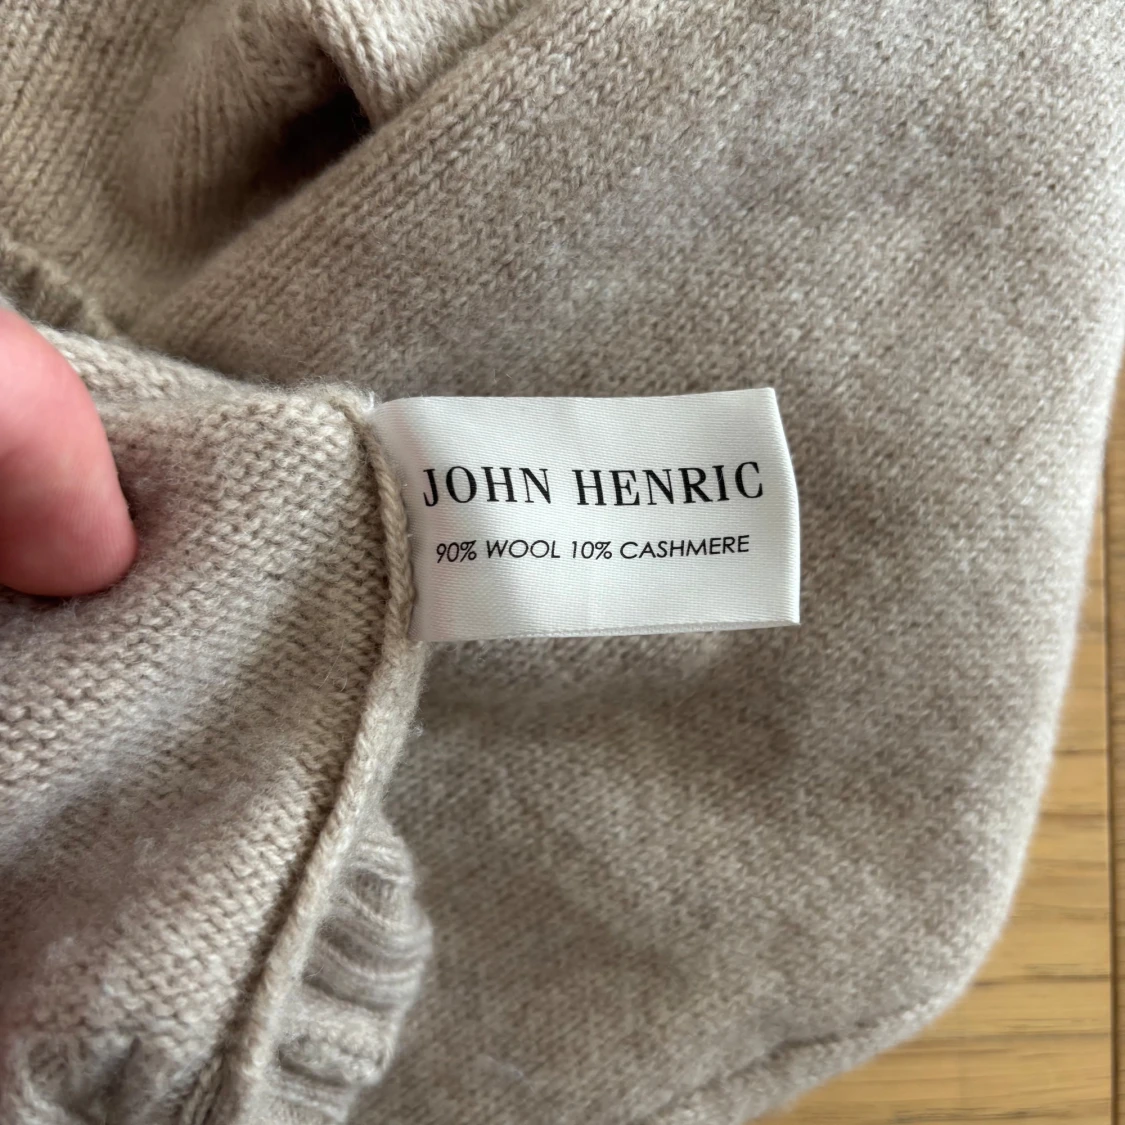 JOHN HENRIC
90% WOOL 10% CASHMERE